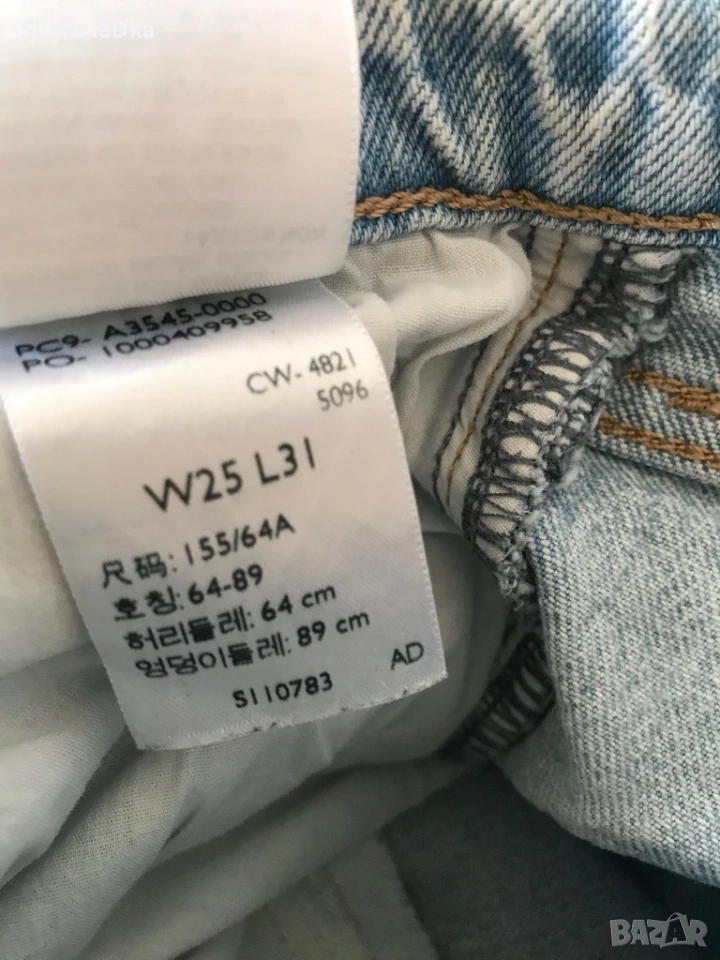 PC9- A3545-0000
PO- 1000409958
CW- 4821
5096
W25 L31
尺码: 155/64A
호칭: 64-89
허리둘레: 64 cm
엉덩이둘레: 89 cm
AD
S110783
BAZAR